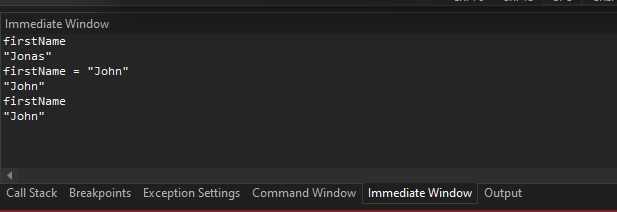 Immediate Window
firstName
"Jonas"
firstName = "John"
"John"
firstName
"John"
Call Stack Breakpoints Exception Settings Command Window Immediate Window Output